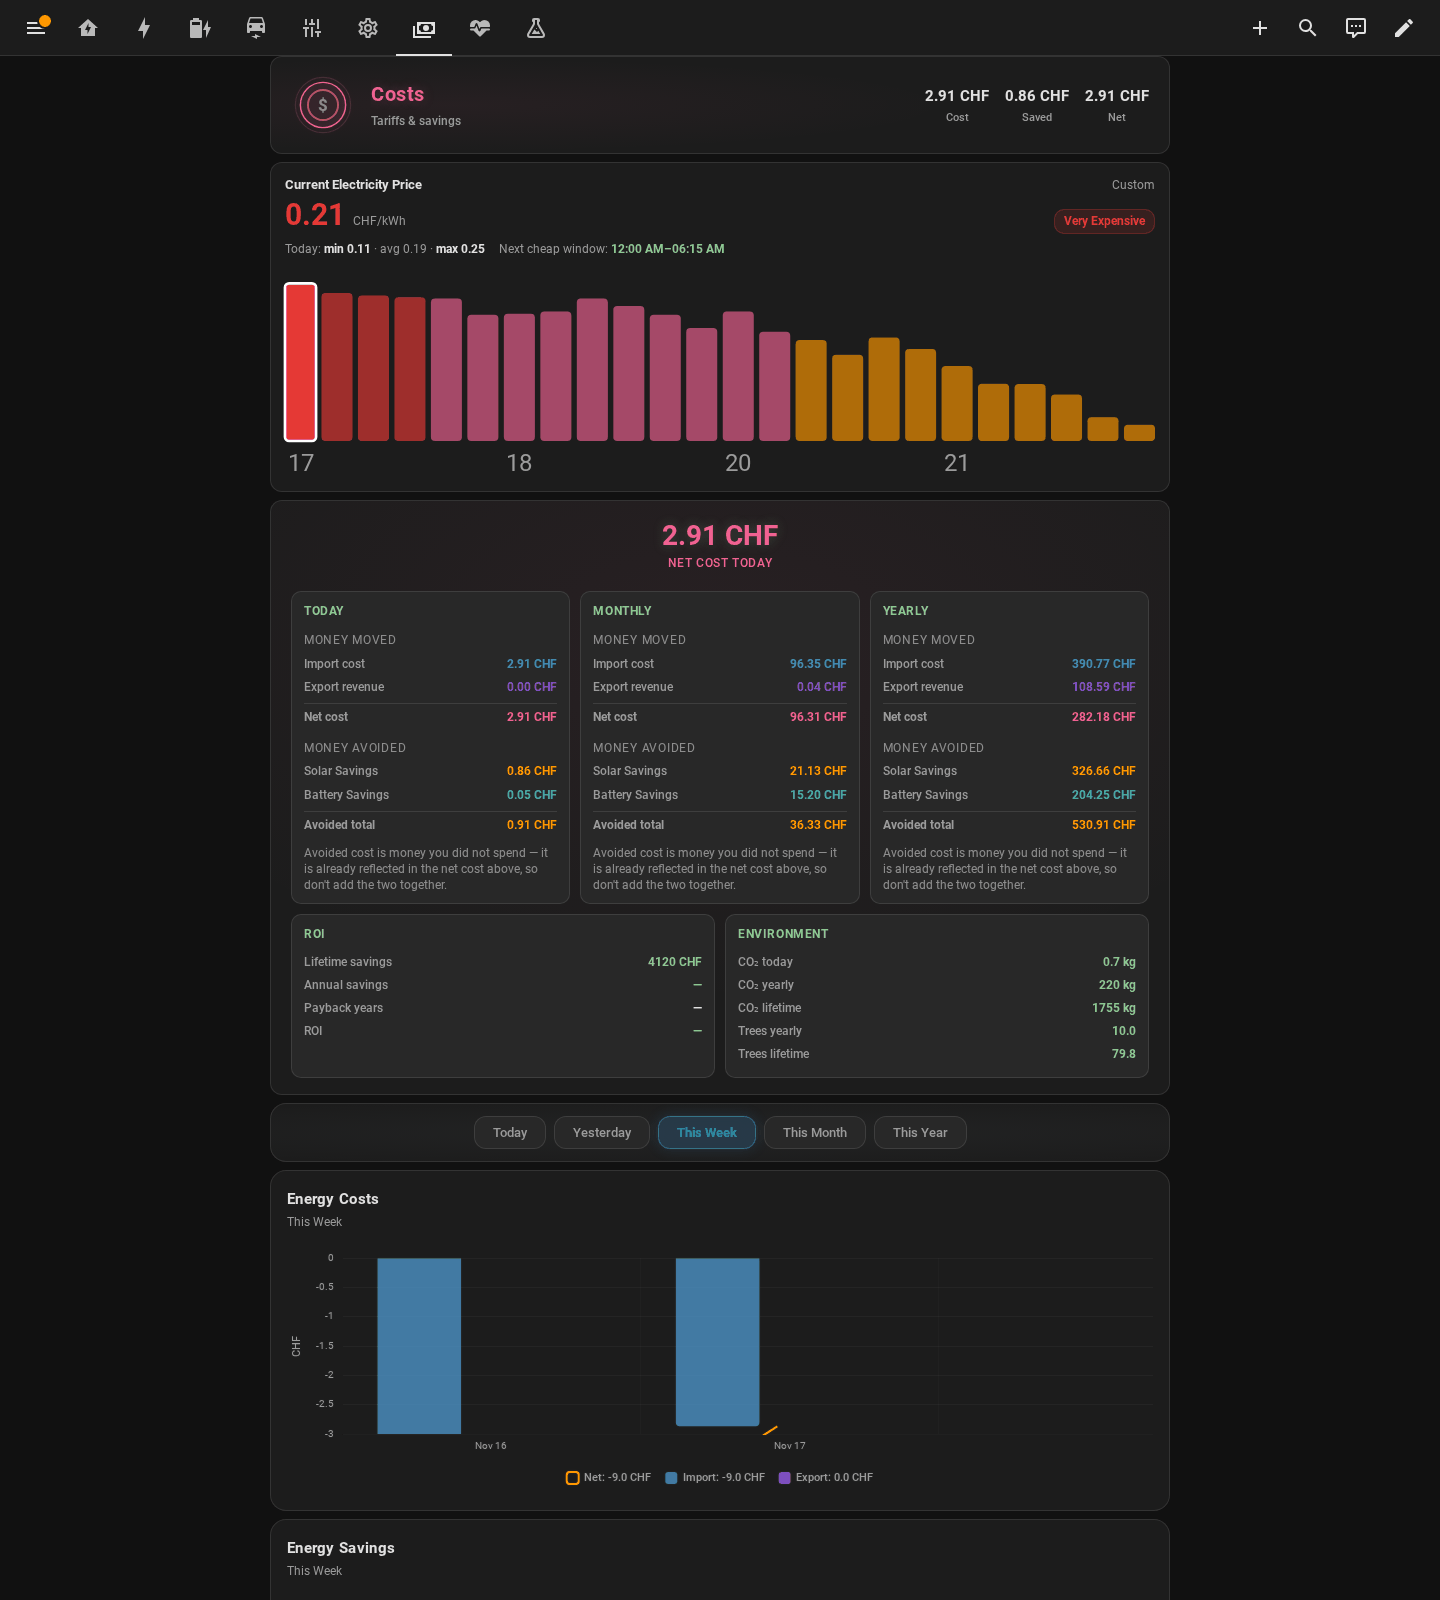 $
Costs
Tariffs & savings
2.91 CHF 0.86 CHF 2.91 CHF
Cost Saved Net
Current Electricity Price
Custom
0.21 CHF/kWh
Very Expensive
Today: min 0.11 · avg 0.19 · max 0.25 Next cheap window: 12:00 AM–06:15 AM
17 18 20 21
2.91 CHF
NET COST TODAY
TODAY
MONEY MOVED
Import cost 2.91 CHF
Export revenue 0.00 CHF
Net cost 2.91 CHF
MONEY AVOIDED
Solar Savings 0.86 CHF
Battery Savings 0.05 CHF
Avoided total 0.91 CHF
Avoided cost is money you did not spend — it
is already reflected in the net cost above, so
don't add the two together.
MONTHLY
MONEY MOVED
Import cost 96.35 CHF
Export revenue 0.04 CHF
Net cost 96.31 CHF
MONEY AVOIDED
Solar Savings 21.13 CHF
Battery Savings 15.20 CHF
Avoided total 36.33 CHF
Avoided cost is money you did not spend — it
is already reflected in the net cost above, so
don't add the two together.
YEARLY
MONEY MOVED
Import cost 390.77 CHF
Export revenue 108.59 CHF
Net cost 282.18 CHF
MONEY AVOIDED
Solar Savings 326.66 CHF
Battery Savings 204.25 CHF
Avoided total 530.91 CHF
Avoided cost is money you did not spend — it
is already reflected in the net cost above, so
don't add the two together.
ROI
Lifetime savings 4120 CHF
Annual savings —
Payback years —
ROI —
ENVIRONMENT
CO₂ today 0.7 kg
CO₂ yearly 220 kg
CO₂ lifetime 1755 kg
Trees yearly 10.0
Trees lifetime 79.8
Today Yesterday This Week This Month This Year
Energy Costs
This Week
0
-0.5
-1
-1.5
-2
-2.5
-3
CHF
Nov 16 Nov 17
Net: -9.0 CHF Import: -9.0 CHF Export: 0.0 CHF
Energy Savings
This Week